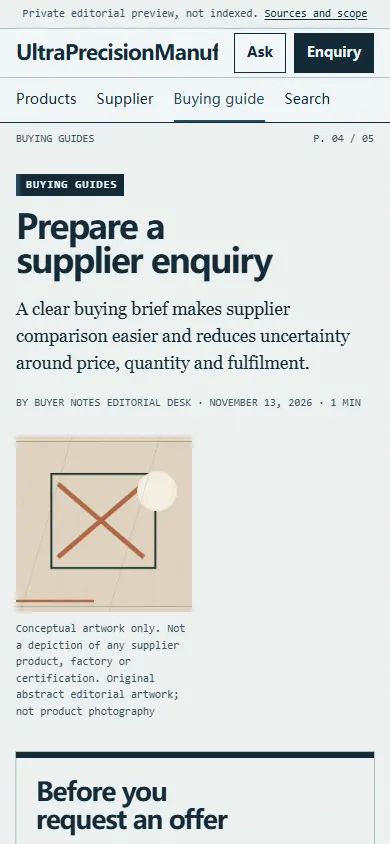 Private editorial preview, not indexed. Sources and scope
UltraPrecisionManuf
Ask
Enquiry
Products
Supplier
Buying guide
Search
BUYING GUIDES
P. 04 / 05
BUYING GUIDES
Prepare a
supplier enquiry
A clear buying brief makes supplier
comparison easier and reduces uncertainty
around price, quantity and fulfilment.
BY BUYER NOTES EDITORIAL DESK · NOVEMBER 13, 2026 · 1 MIN
Conceptual artwork only. Not
a depiction of any supplier
product, factory or
certification. Original
abstract editorial artwork;
not product photography
Before you
request an offer